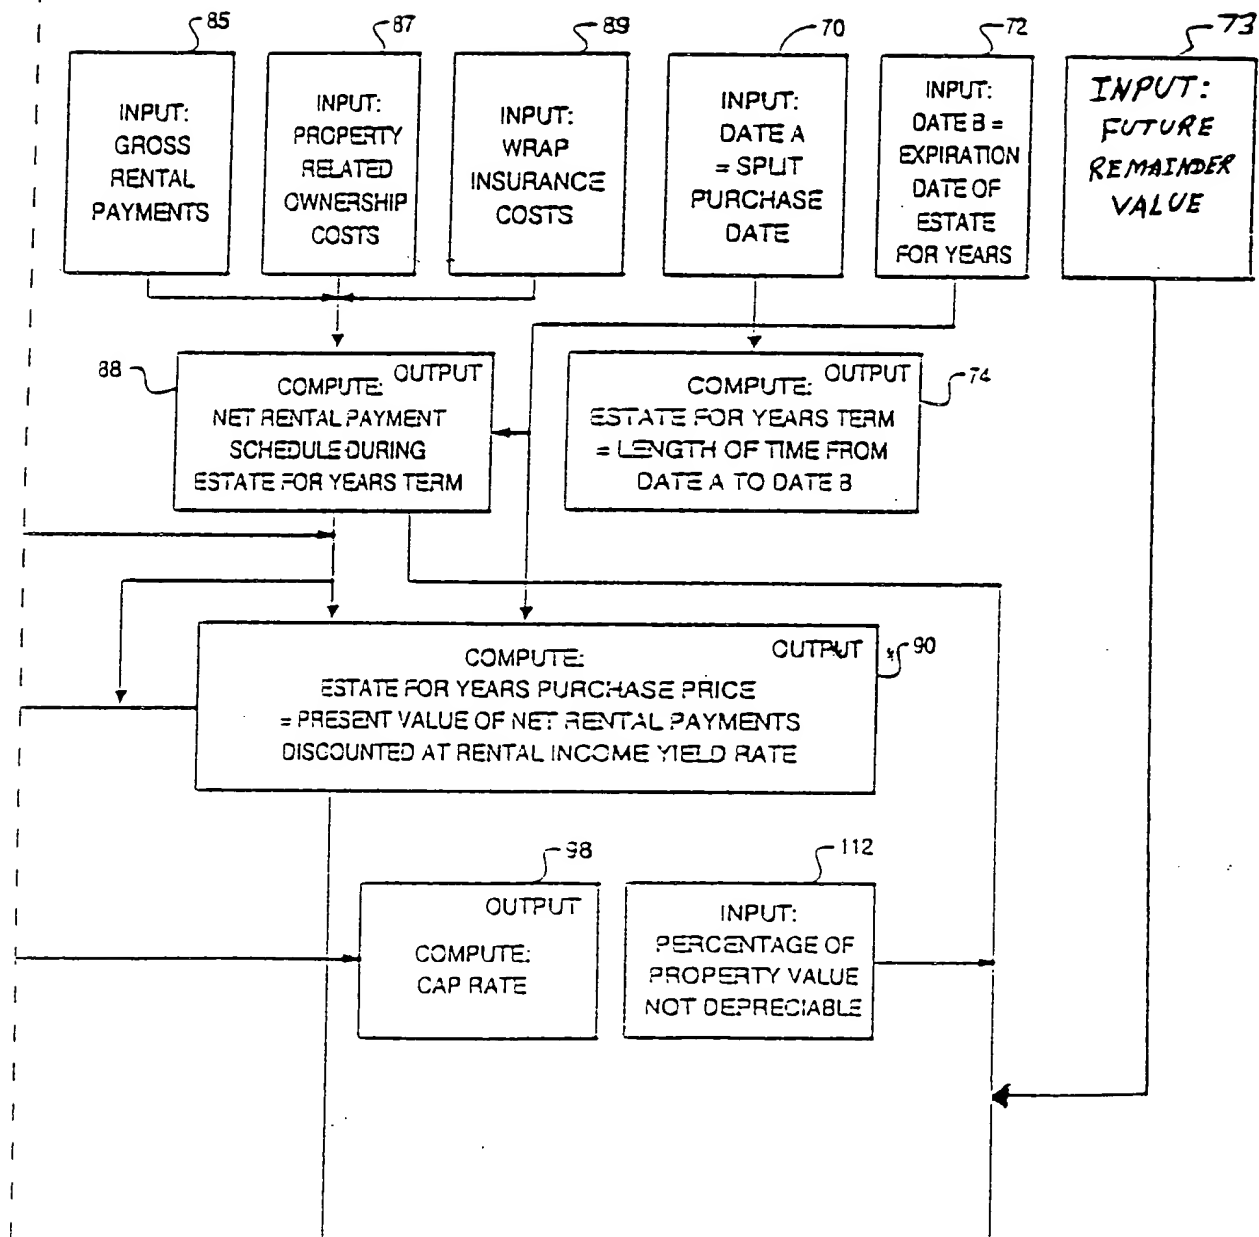 85
87
89
70
72
73
INPUT:
GROSS
RENTAL
PAYMENTS
INPUT:
PROPERTY
RELATED
OWNERSHIP
COSTS
INPUT:
WRAP
INSURANCE
COSTS
INPUT:
DATE A
= SPLIT
PURCHASE
DATE
INPUT:
DATE B =
EXPIRATION
DATE OF
ESTATE
FOR YEARS
INPUT:
FUTURE
REMAINDER
VALUE
88
OUTPUT
COMPUTE:
NET RENTAL PAYMENT
SCHEDULE DURING
ESTATE FOR YEARS TERM
OUTPUT
74
COMPUTE:
ESTATE FOR YEARS TERM
= LENGTH OF TIME FROM
DATE A TO DATE B
OUTPUT
90
COMPUTE:
ESTATE FOR YEARS PURCHASE PRICE
= PRESENT VALUE OF NET RENTAL PAYMENTS
DISCOUNTED AT RENTAL INCOME YIELD RATE
98
OUTPUT
COMPUTE:
CAP RATE
112
INPUT:
PERCENTAGE OF
PROPERTY VALUE
NOT DEPRECIABLE